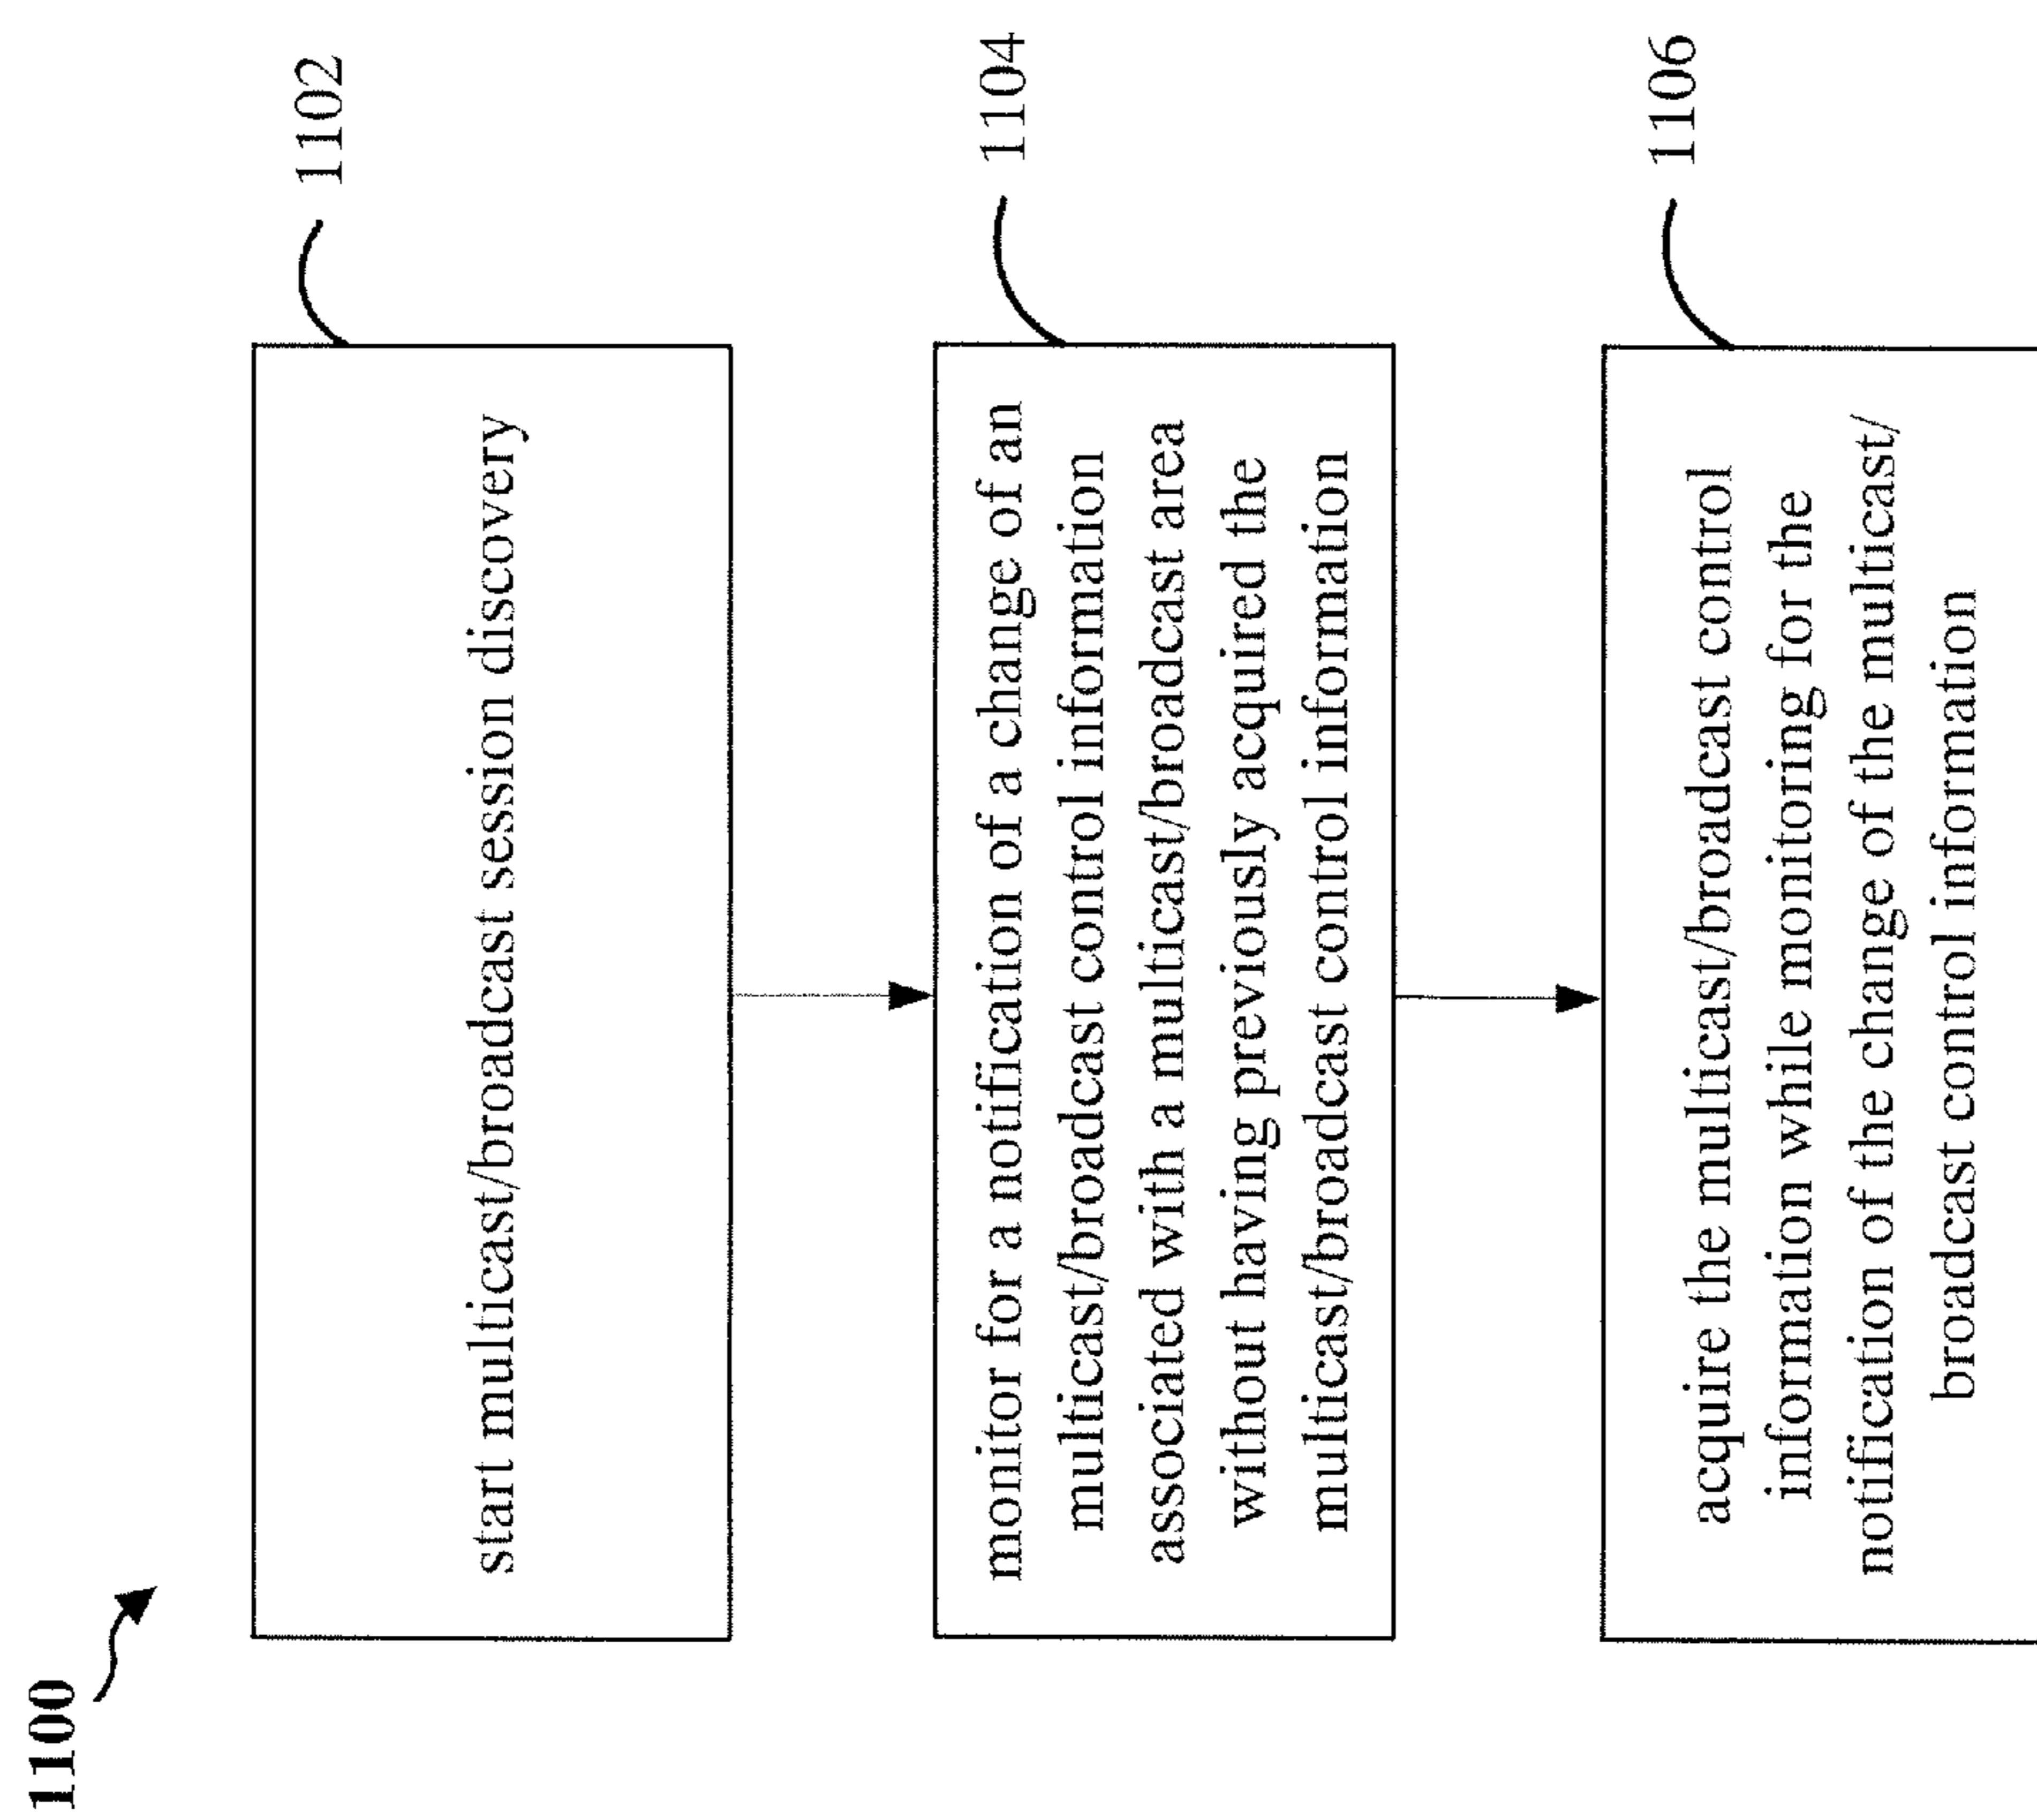 1100
1102
start multicast/broadcast session discovery
1104
monitor for a notification of a change of an
multicast/broadcast control information
associated with a multicast/broadcast area
without having previously acquired the
multicast/broadcast control information
1106
acquire the multicast/broadcast control
information while monitoring for the
notification of the change of the multicast/
broadcast control information